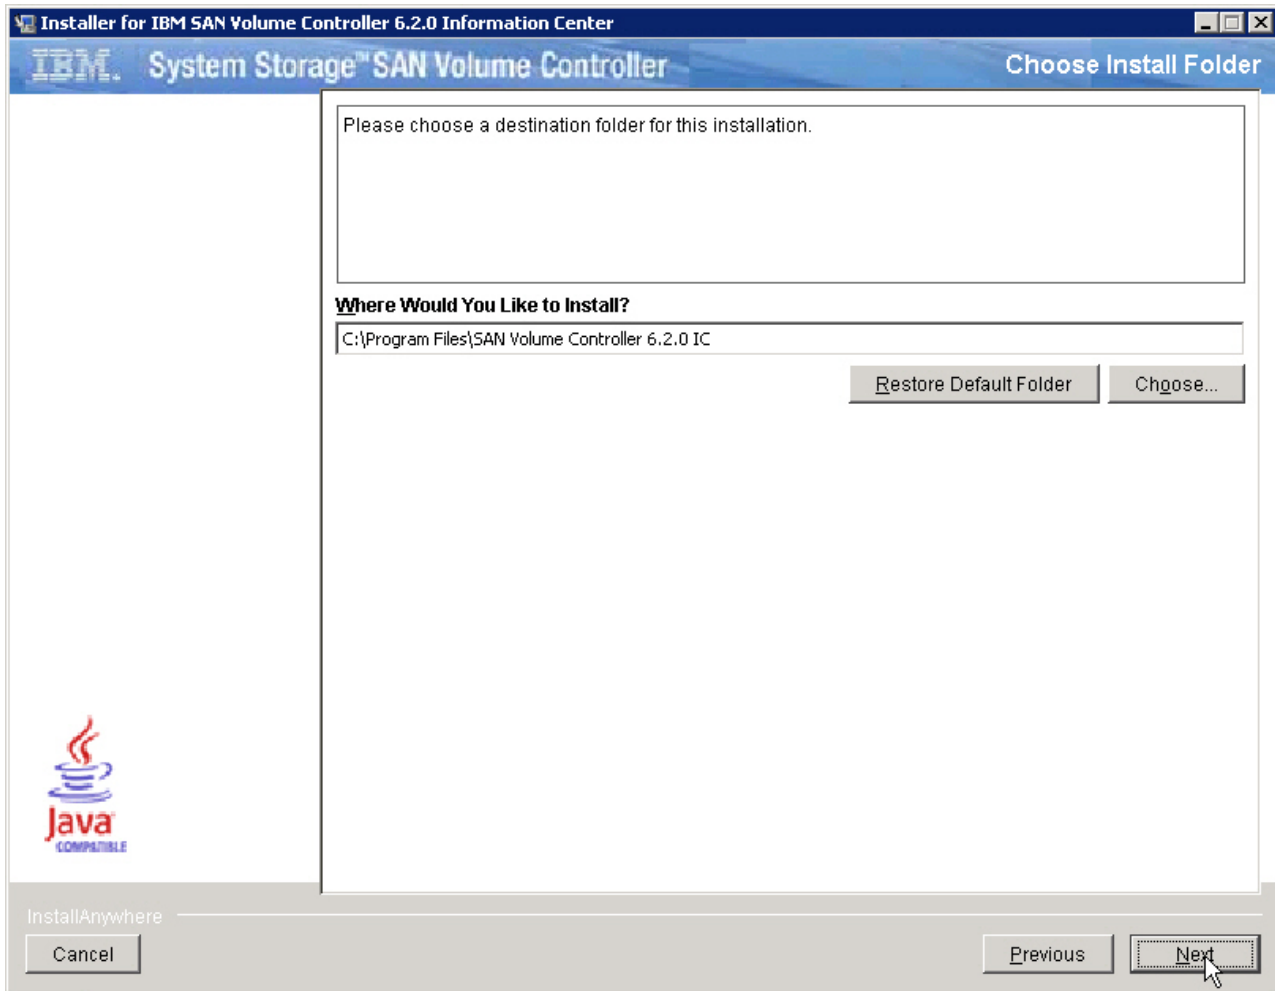 Installer for IBM SAN Volume Controller 6.2.0 Information Center
IBM. System Storage™ SAN Volume Controller
Choose Install Folder
Please choose a destination folder for this installation.
Where Would You Like to Install?
C:\Program Files\SAN Volume Controller 6.2.0 IC
Restore Default Folder
Choose...
Java
COMPATIBLE
InstallAnywhere
Cancel
Previous
Next